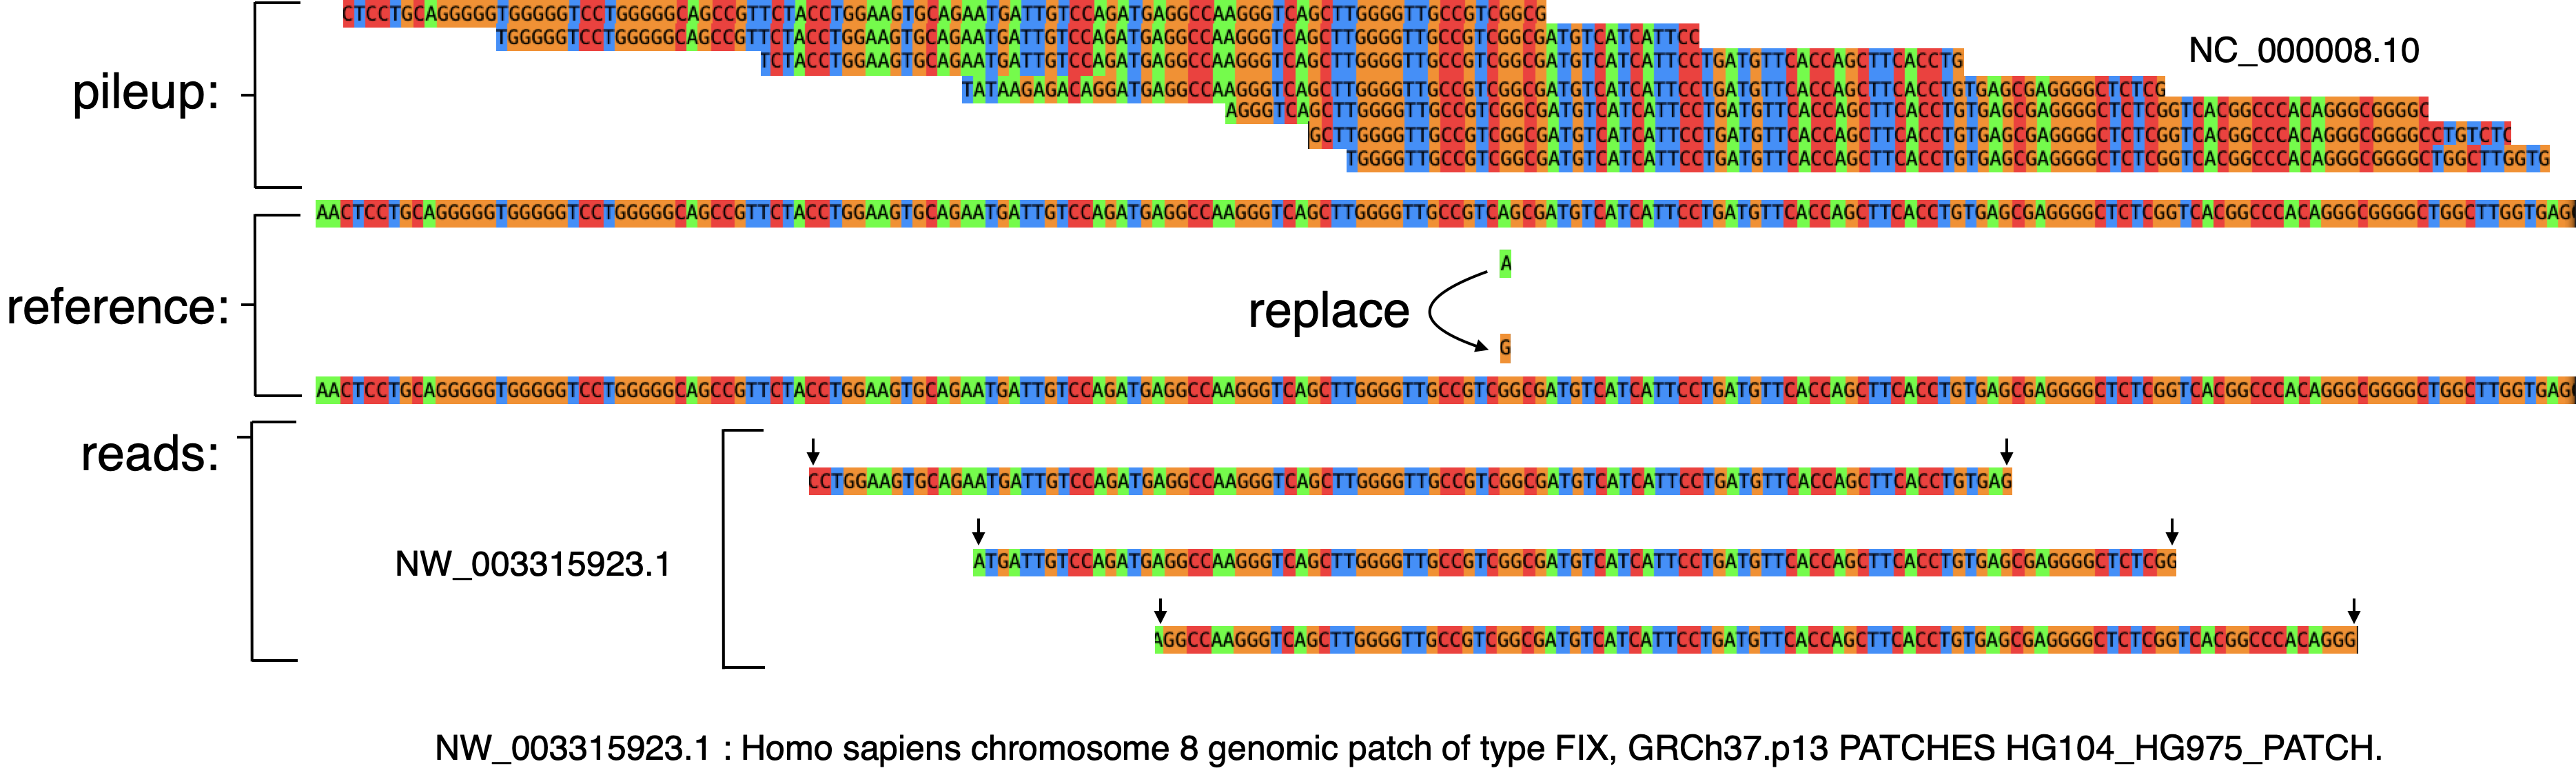 CTCCTGCAGGGGGTGGGGGTCCTGGGGGCAGCCGTTCTACCTGGAAGTGCAGAATGATTGTCCAGATGAGGCCAAGGGTCAGCTTGGGGTTGCCGTCGGCG
TGGGGGTCCTGGGGGCAGCCGTTCTACCTGGAAGTGCAGAATGATTGTCCAGATGAGGCCAAGGGTCAGCTTGGGGTTGCCGTCGGCGATGTCATCATTCC
NC_000008.10
TCTACCTGGAAGTGCAGAATGATTGTCCAGATGAGGCCAAGGGTCAGCTTGGGGTTGCCGTCGGCGATGTCATCATTCCTGATGTTCACCAGCTTCACCTG
pileup:
TATAAGAGACAGGATGAGGCCAAGGGTCAGCTTGGGGTTGCCGTCGGCGATGTCATCATTCCTGATGTTCACCAGCTTCACCTGTGAGCGAGGGGCTCTCG
AGGGTCAGCTTGGGGTTGCCGTCGGCGATGTCATCATTCCTGATGTTCACCAGCTTCACCTGTGAGCGAGGGGCTCTCGGTCACGGCCCACAGGGCGGGGC
GCTTGGGGTTGCCGTCGGCGATGTCATCATTCCTGATGTTCACCAGCTTCACCTGTGAGCGAGGGGCTCTCGGTCACGGCCCACAGGGCGGGGCCTGTCTC
TGGGGTTGCCGTCGGCGATGTCATCATTCCTGATGTTCACCAGCTTCACCTGTGAGCGAGGGGCTCTCGGTCACGGCCCACAGGGCGGGGCTGGCTTGGTG
AACTCCTGCAGGGGGTGGGGGTCCTGGGGGCAGCCGTTCTACCTGGAAGTGCAGAATGATTGTCCAGATGAGGCCAAGGGTCAGCTTGGGGTTGCCGTCAGCGATGTCATCATTCCTGATGTTCACCAGCTTCACCTGTGAGCGAGGGGCTCTCGGTCACGGCCCACAGGGCGGGGCTGGCTTGGTGAG
A
reference:
replace
G
AACTCCTGCAGGGGGTGGGGGTCCTGGGGGCAGCCGTTCTACCTGGAAGTGCAGAATGATTGTCCAGATGAGGCCAAGGGTCAGCTTGGGGTTGCCGTCGGCGATGTCATCATTCCTGATGTTCACCAGCTTCACCTGTGAGCGAGGGGCTCTCGGTCACGGCCCACAGGGCGGGGCTGGCTTGGTGAG
reads:
CCTGGAAGTGCAGAATGATTGTCCAGATGAGGCCAAGGGTCAGCTTGGGGTTGCCGTCGGCGATGTCATCATTCCTGATGTTCACCAGCTTCACCTGTGAG
NW_003315923.1
ATGATTGTCCAGATGAGGCCAAGGGTCAGCTTGGGGTTGCCGTCGGCGATGTCATCATTCCTGATGTTCACCAGCTTCACCTGTGAGCGAGGGGCTCTCGG
AGGCCAAGGGTCAGCTTGGGGTTGCCGTCGGCGATGTCATCATTCCTGATGTTCACCAGCTTCACCTGTGAGCGAGGGGCTCTCGGTCACGGCCCACAGGG
NW_003315923.1 : Homo sapiens chromosome 8 genomic patch of type FIX, GRCh37.p13 PATCHES HG104_HG975_PATCH.